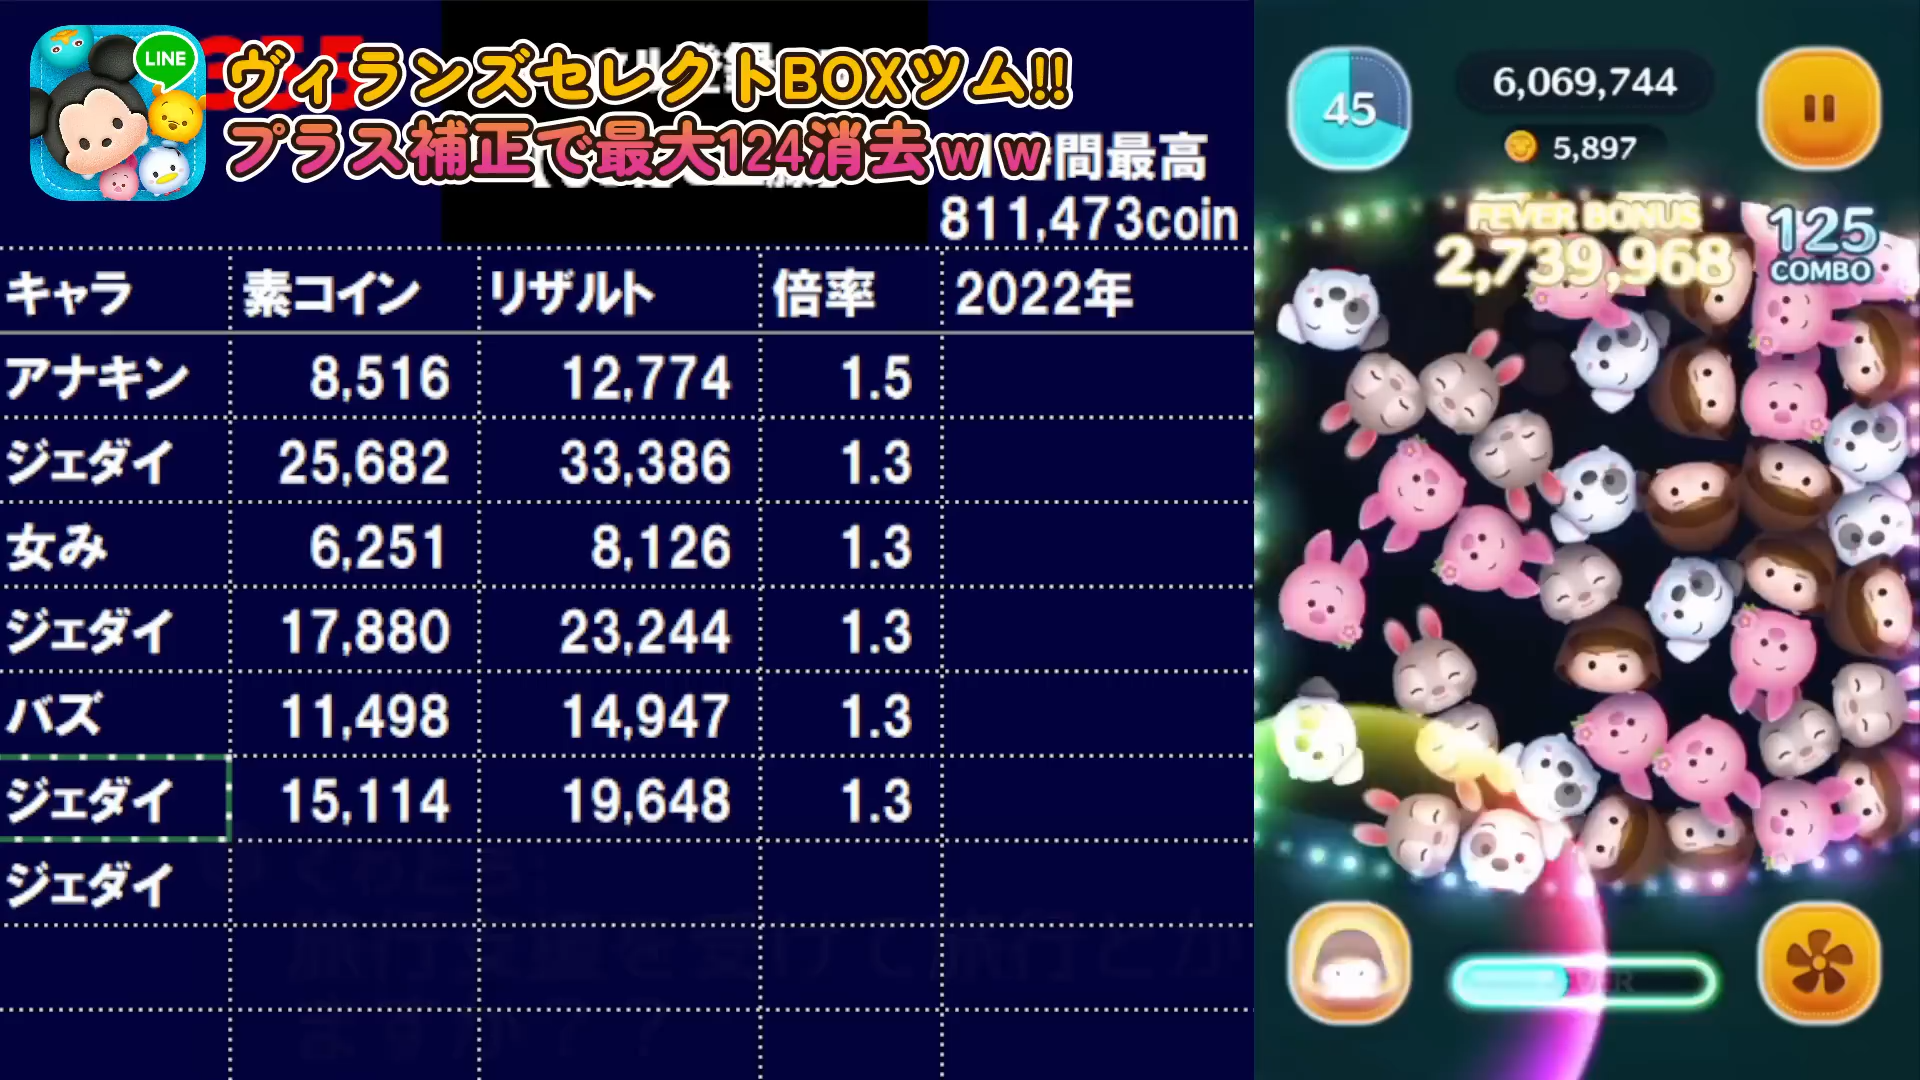 LINE
ヴィランズセレクトBOXツム!!
プラス補正で最大124消去ｗｗ
間最高
811,473coin
キャラ 素コイン リザルト 倍率 2022年
アナキン 8,516 12,774 1.5
ジェダイ 25,682 33,386 1.3
女み 6,251 8,126 1.3
ジェダイ 17,880 23,244 1.3
バズ 11,498 14,947 1.3
ジェダイ 15,114 19,648 1.3
ジェダイ
45
6,069,744
5,897
FEVER BONUS
2,739,968
125
COMBO